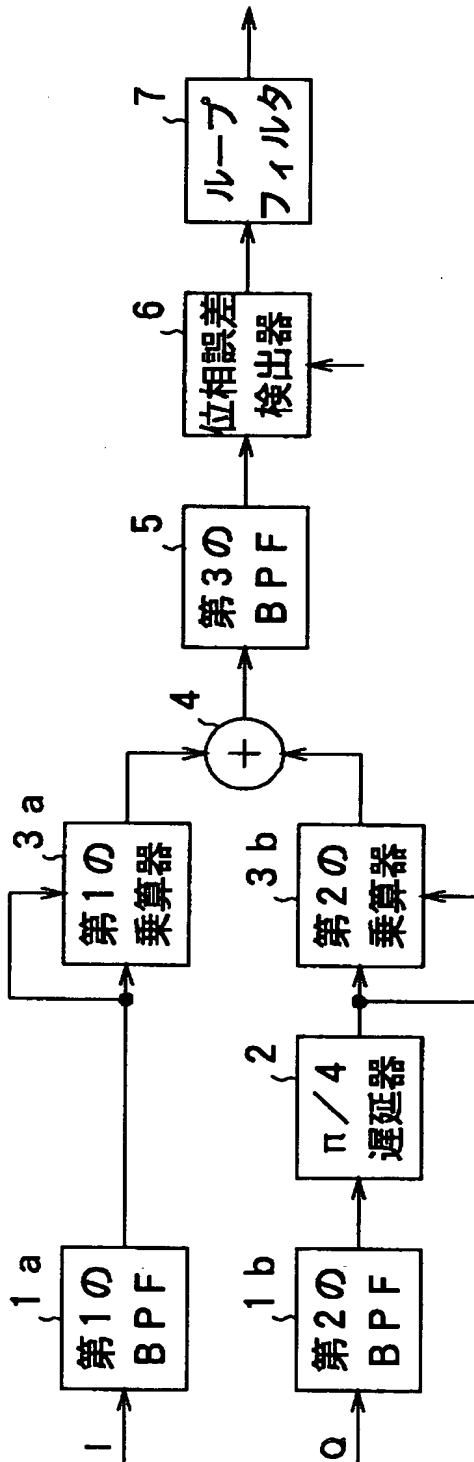 I
1a
第1の
BPF
3a
第1の
乗算器
Q
1b
第2の
BPF
2
π/4
遅延器
3b
第2の
乗算器
4
+
5
第3の
BPF
6
位相誤差
検出器
7
ループ
フィルタ